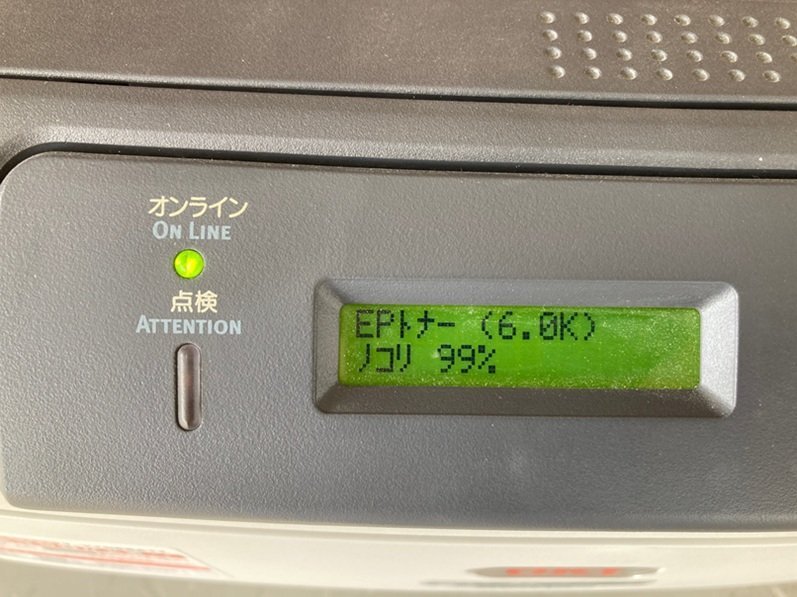 オンライン
ON LINE
点検
ATTENTION
EPトナー (6.0K)
ノコリ 99%
OKI